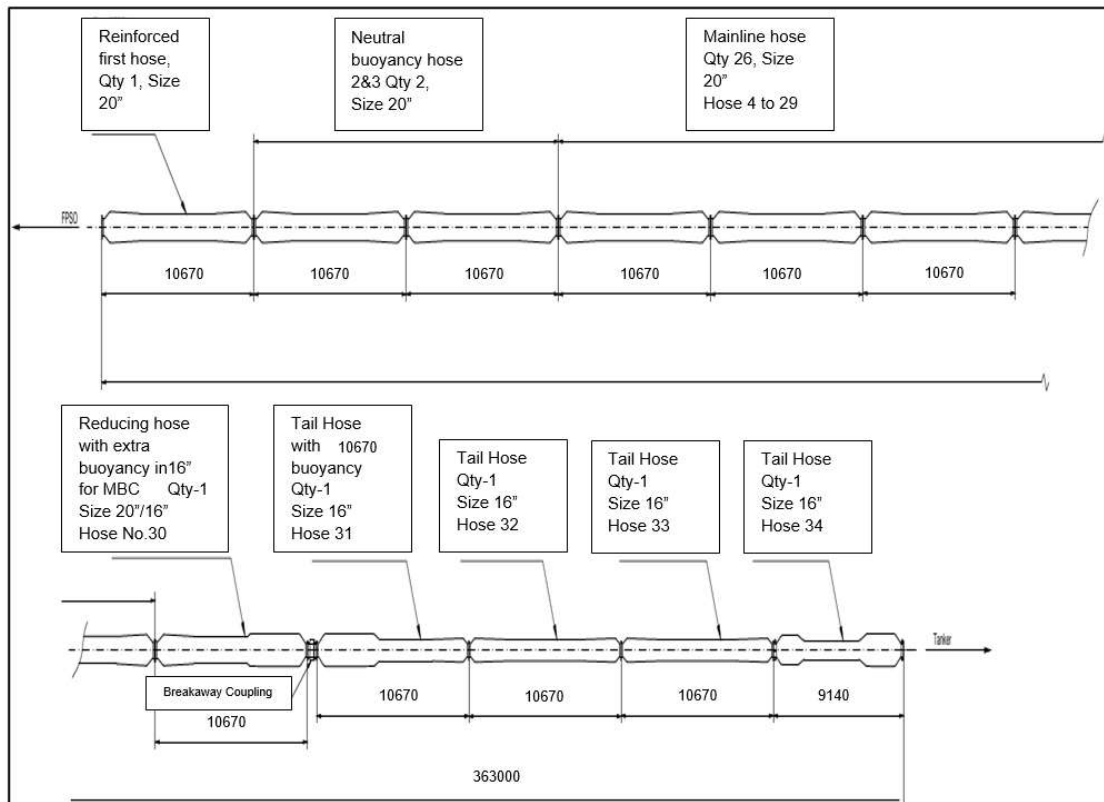 Reinforced
first hose,
Qty 1, Size
20”
Neutral
buoyancy hose
2&3 Qty 2,
Size 20”
Mainline hose
Qty 26, Size
20”
Hose 4 to 29
FPSO
10670
10670
10670
10670
10670
10670
Reducing hose
with extra
buoyancy in16”
for MBC Qty-1
Size 20”/16”
Hose No.30
Tail Hose
with 10670
buoyancy
Qty-1
Size 16”
Hose 31
Tail Hose
Qty-1
Size 16”
Hose 32
Tail Hose
Qty-1
Size 16”
Hose 33
Tail Hose
Qty-1
Size 16”
Hose 34
Tanker
Breakaway Coupling
10670
10670
10670
10670
9140
363000